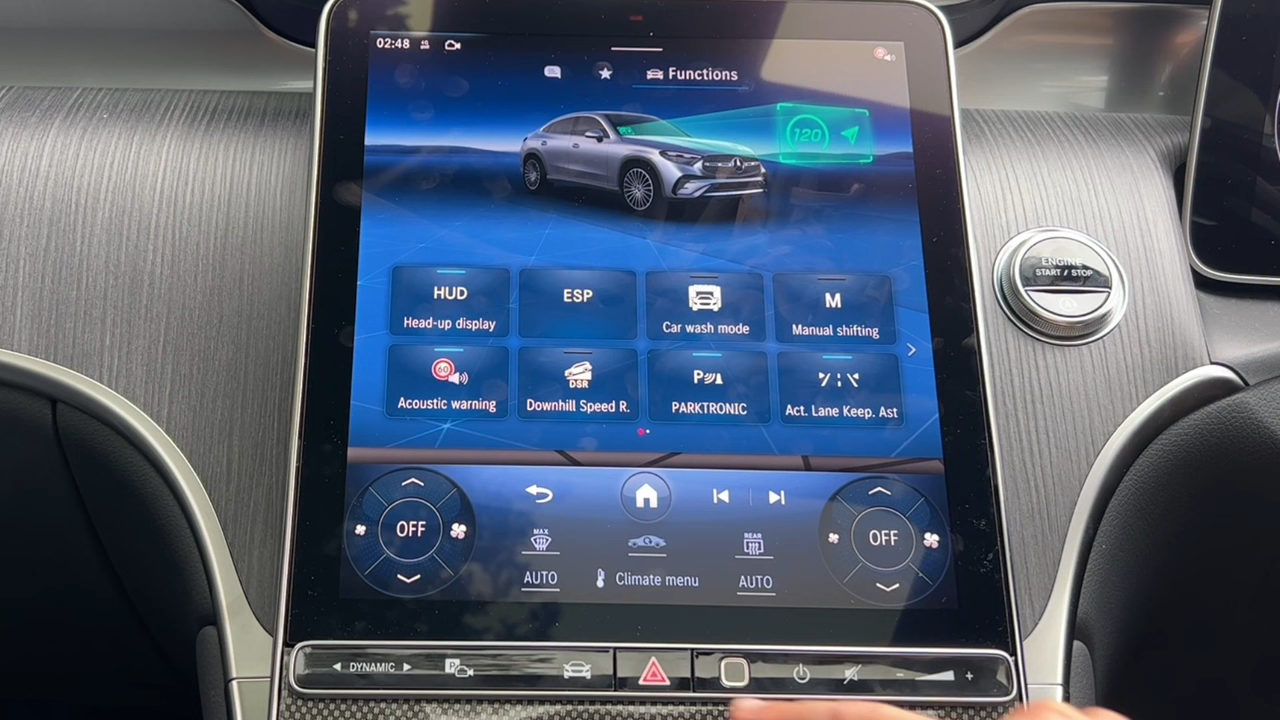 02:48
Functions
120
HUD
Head-up display
ESP
Car wash mode
M
Manual shifting
60
Acoustic warning
DSR
Downhill Speed R.
P
PARKTRONIC
Act. Lane Keep. Ast
ENGINE
START / STOP
OFF
MAX
REAR
OFF
AUTO
Climate menu
AUTO
DYNAMIC
P
- +